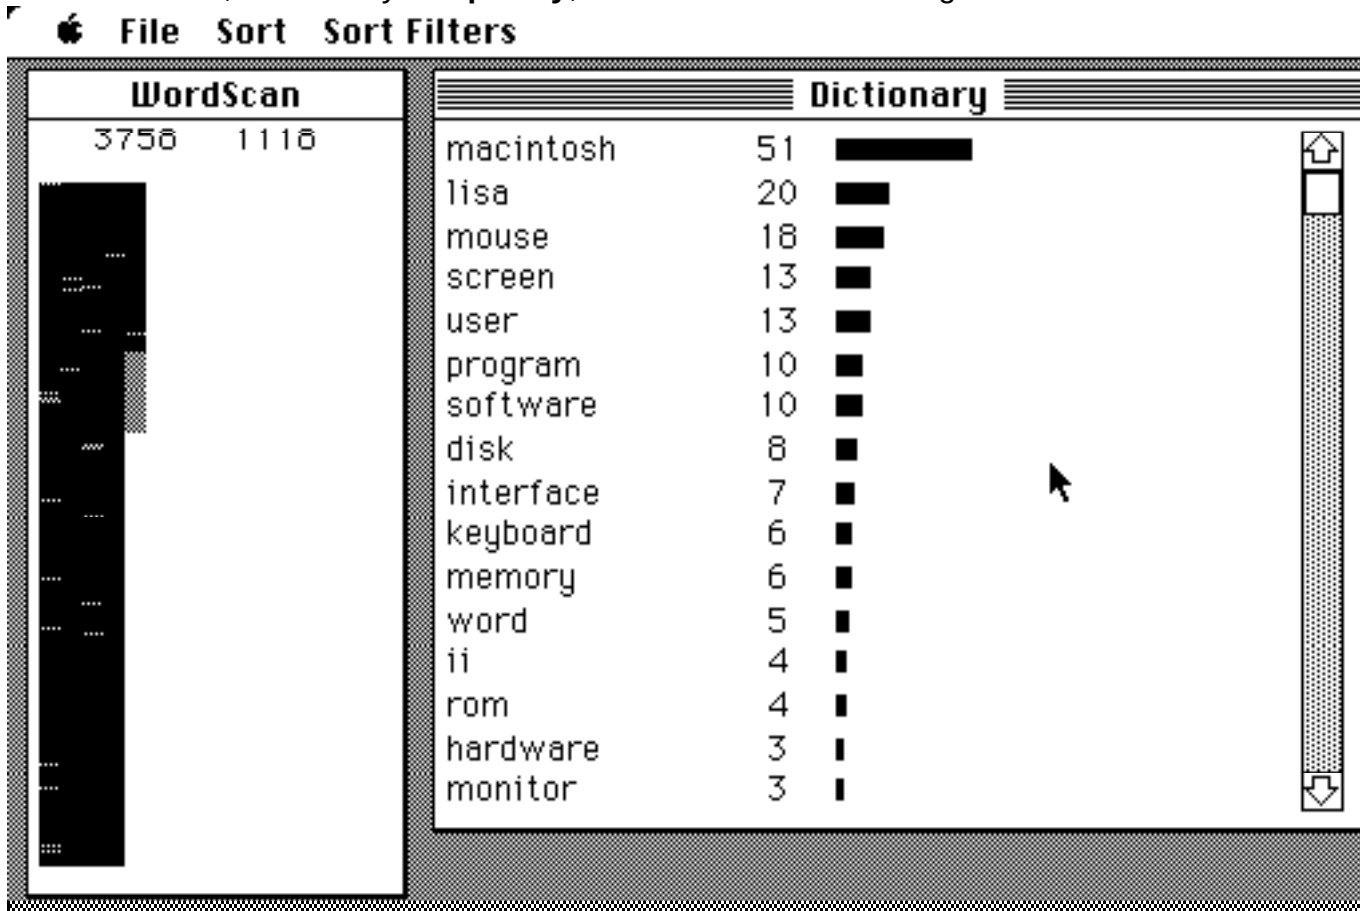 File Sort Sort Filters
WordScan
3758 1118
Dictionary
macintosh 51
lisa 20
mouse 18
screen 13
user 13
program 10
software 10
disk 8
interface 7
keyboard 6
memory 6
word 5
ii 4
rom 4
hardware 3
monitor 3